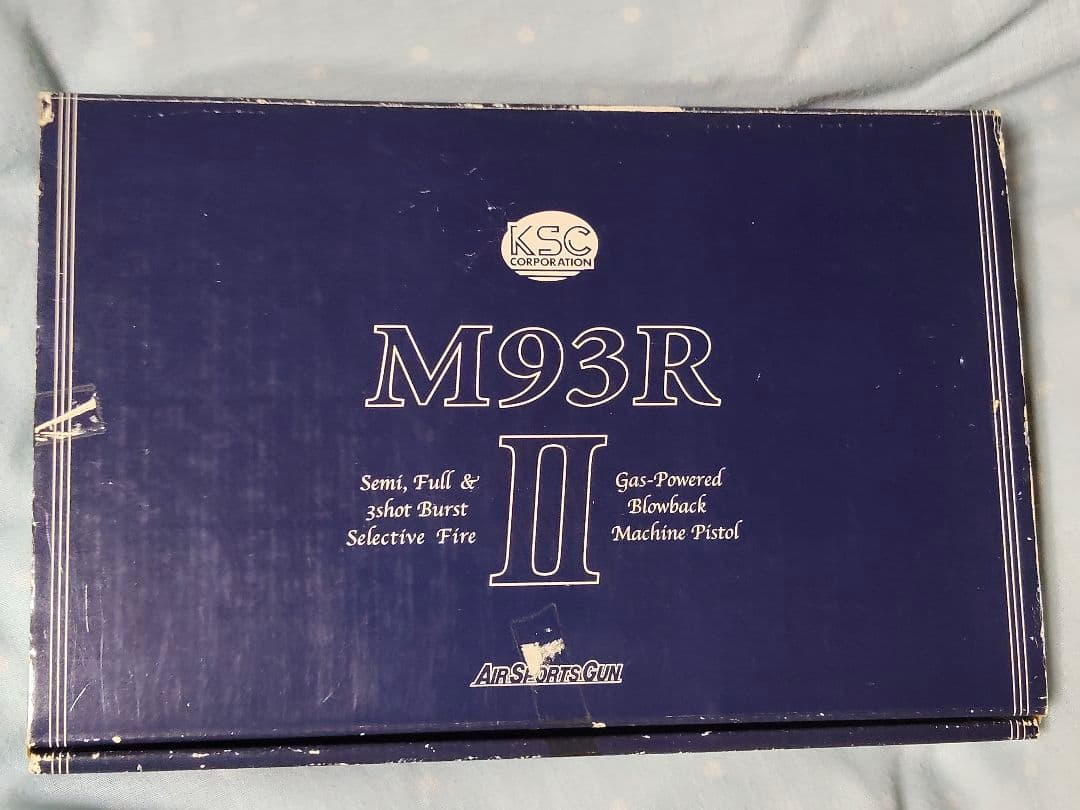 KSC
CORPORATION
M93R
II
Semi, Full &
3shot Burst
Selective Fire
Gas-Powered
Blowback
Machine Pistol
AIR SPORTS GUN